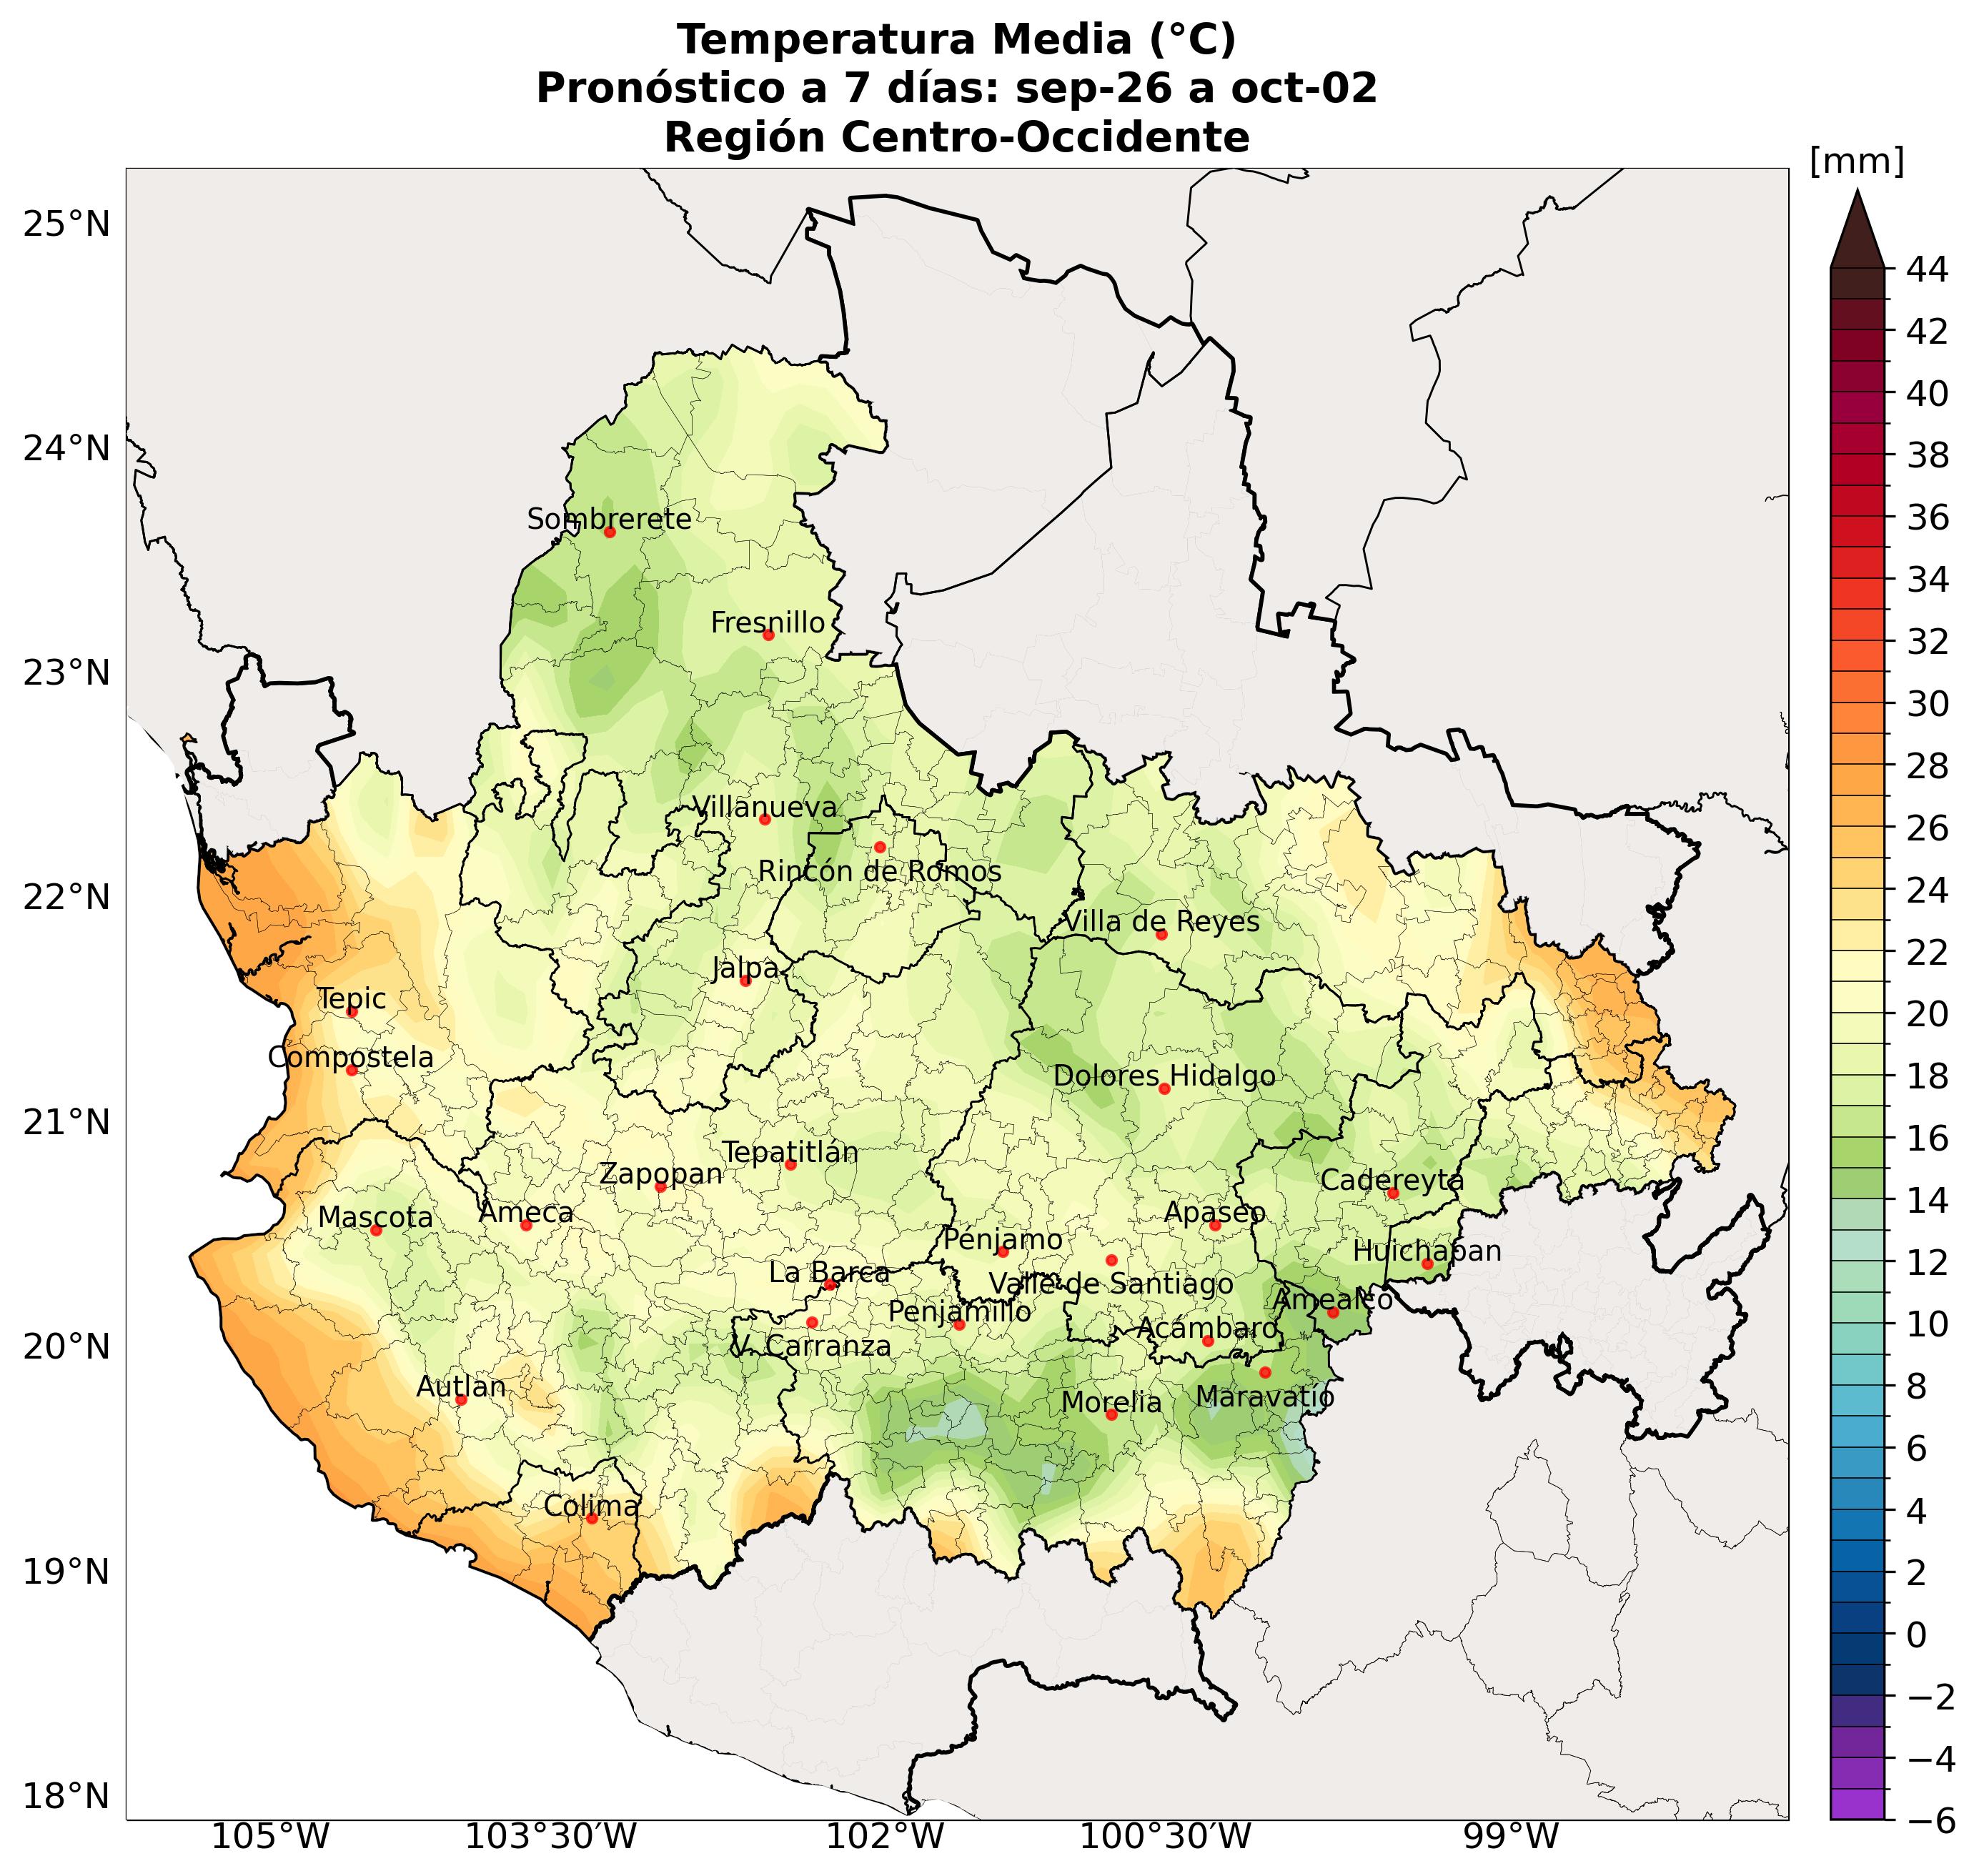 Temperatura Media (°C)
Pronóstico a 7 días: sep-26 a oct-02
Región Centro-Occidente
[mm]
25°N
24°N
23°N
22°N
21°N
20°N
19°N
18°N
44
42
40
38
36
34
32
30
28
26
24
22
20
18
16
14
12
10
8
6
4
2
0
−2
−4
−6
Sombrerete
Fresnillo
Villanueva
Rincón de Romos
Villa de Reyes
Jalpa
Tepic
Compostela
Dolores Hidalgo
Tepatitlán
Zapopan
Cadereyta
Mascota
Ameca
Apaseo
Pénjamo
Huichapan
La Barca
Valle de Santiago
Amealco
Penjamillo
Acámbaro
V. Carranza
Autlan
Morelia
Maravatío
Colima
105°W
103°30′W
102°W
100°30′W
99°W